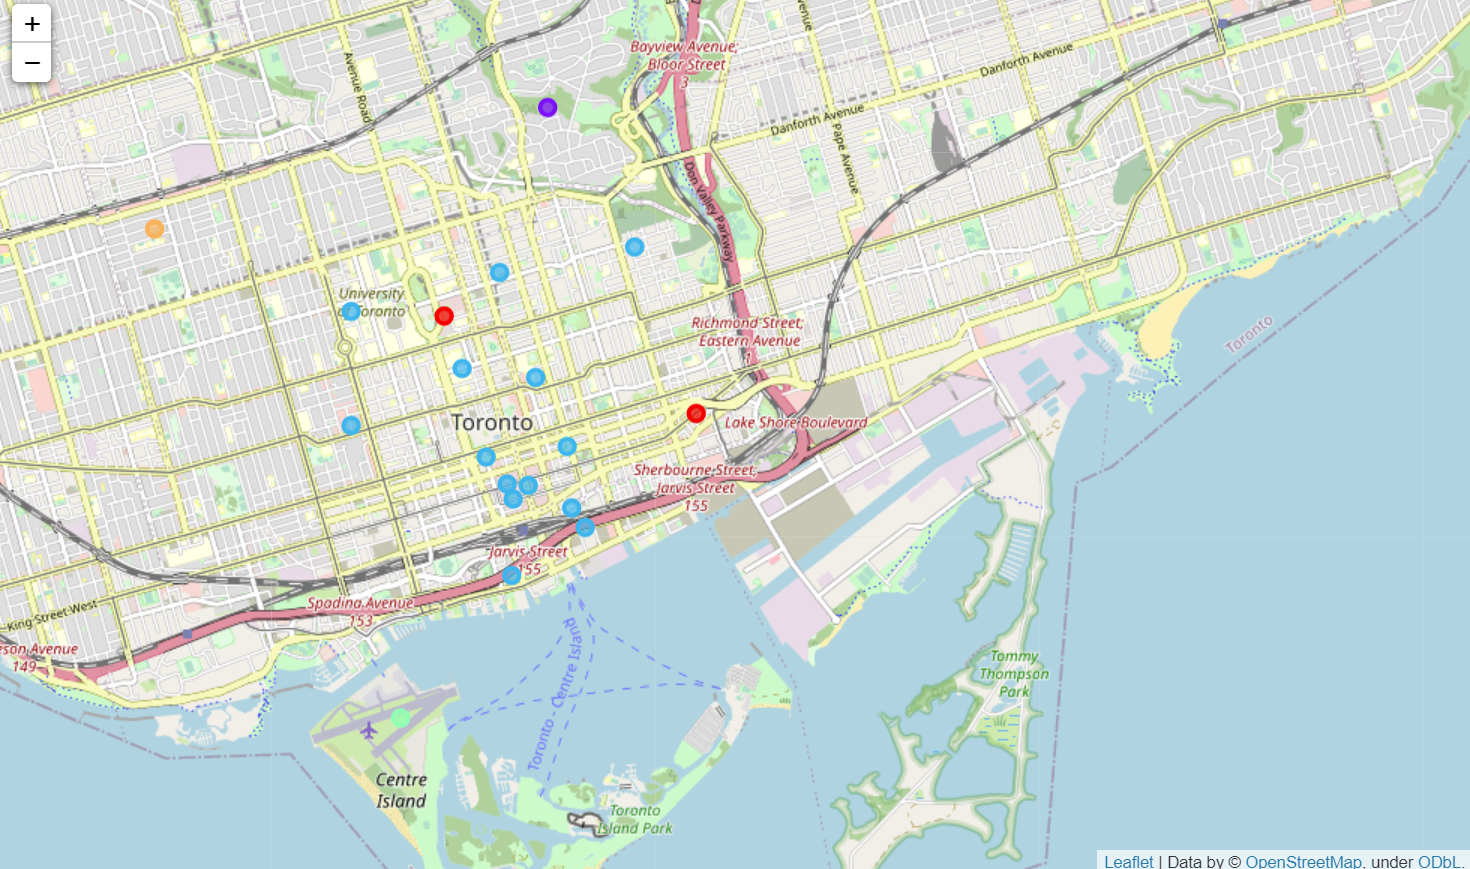 +
−
Bayview Avenue;
Bloor Street
3
Avenue Road
Danforth Avenue
Danforth Avenue
Pape Avenue
Don Valley Parkway
University
Toronto
Richmond Street;
Eastern Avenue
1
Toronto
Toronto
Lake Shore Boulevard
Sherbourne Street;
Jarvis Street
155
Jarvis Street
155
Spadina Avenue
153
King Street West
149
Toronto - Centre Island
Tommy
Thompson
Park
Centre
Island
Toronto
Island Park
Leaflet | Data by © OpenStreetMap, under ODbL.